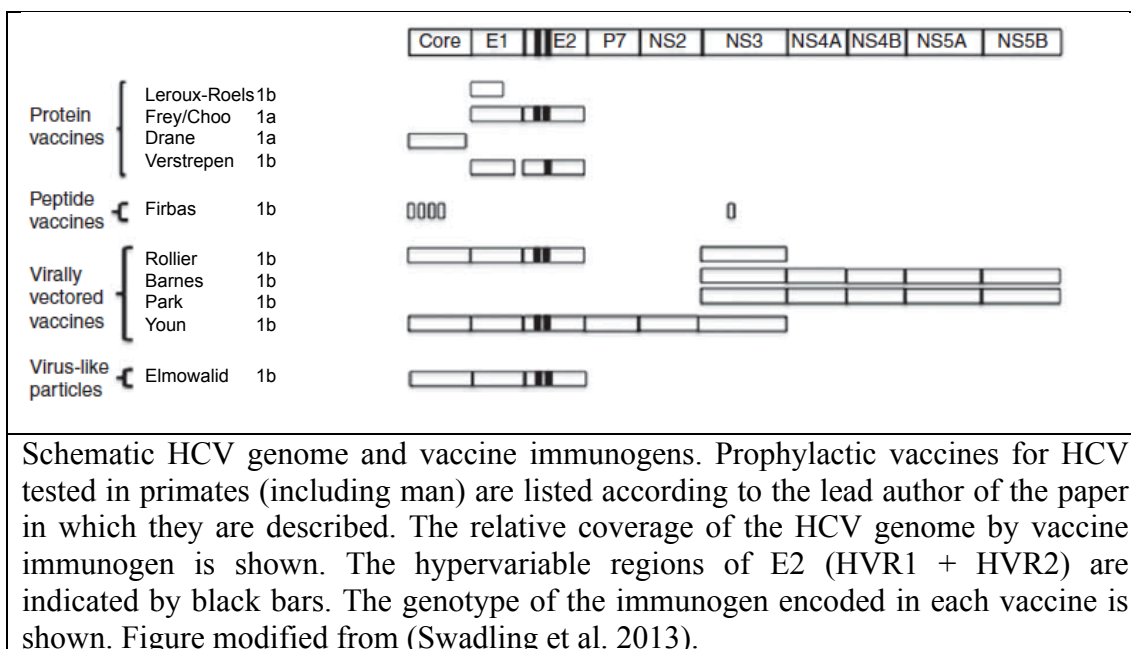 Core E1 E2 P7 NS2 NS3 NS4A NS4B NS5A NS5B
Protein vaccines
Leroux-Roels 1b
Frey/Choo 1a
Drane 1a
Verstrepen 1b
Peptide vaccines
Firbas 1b
Virally vectored vaccines
Rollier 1b
Barnes 1b
Park 1b
Youn 1b
Virus-like particles
Elmowalid 1b
Schematic HCV genome and vaccine immunogens. Prophylactic vaccines for HCV
tested in primates (including man) are listed according to the lead author of the paper
in which they are described. The relative coverage of the HCV genome by vaccine
immunogen is shown. The hypervariable regions of E2 (HVR1 + HVR2) are
indicated by black bars. The genotype of the immunogen encoded in each vaccine is
shown. Figure modified from (Swadling et al. 2013).